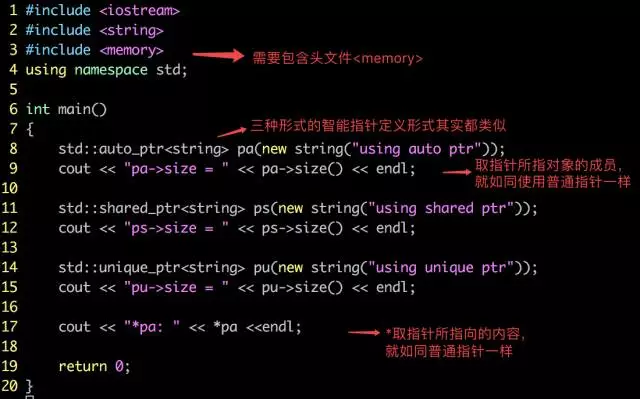 1 #include <iostream>
2 #include <string>
3 #include <memory>
需要包含头文件<memory>
4 using namespace std;
5
6 int main()
三种形式的智能指针定义形式其实都类似
7 {
8 std::auto_ptr<string> pa(new string("using auto ptr"));
9 cout << "pa->size = " << pa->size() << endl;
取指针所指对象的成员，
就如同使用普通指针一样
10
11 std::shared_ptr<string> ps(new string("using shared ptr"));
12 cout << "ps->size = " << ps->size() << endl;
13
14 std::unique_ptr<string> pu(new string("using unique ptr"));
15 cout << "pu->size = " << pu->size() << endl;
16
17 cout << "*pa: " << *pa <<endl;
*取指针所指向的内容，
就如同普通指针一样
18
19 return 0;
20 }